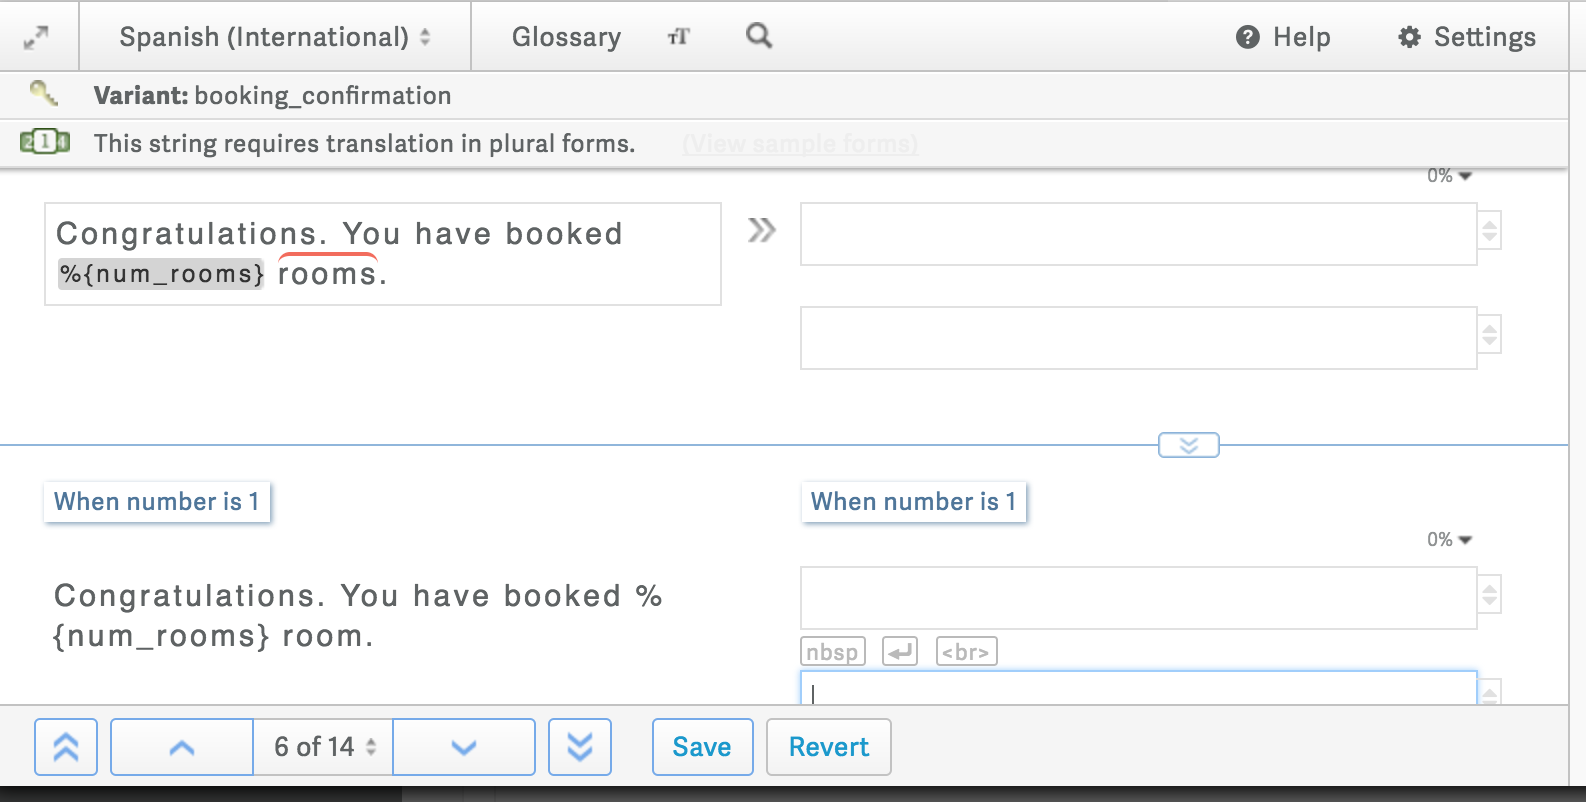 Spanish (International)
Glossary
TT
Help
Settings
Variant: booking_confirmation
214
This string requires translation in plural forms.
(View sample forms)
0%
Congratulations. You have booked
%{num_rooms} rooms.
When number is 1
When number is 1
0%
Congratulations. You have booked %
{num_rooms} room.
nbsp
<br>
6 of 14
Save
Revert